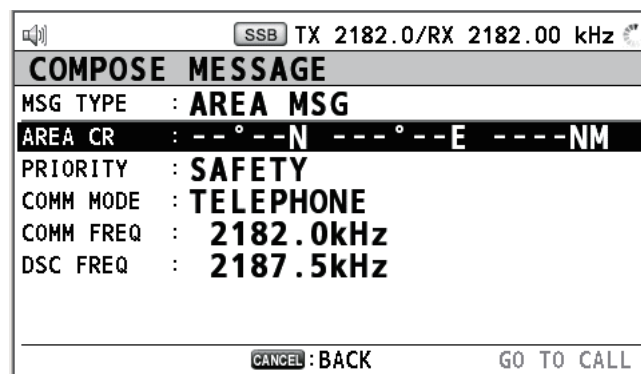 SSB TX 2182.0/RX 2182.00 kHz
COMPOSE MESSAGE
MSG TYPE : AREA MSG
AREA CR : --°--N ---°--E ----NM
PRIORITY : SAFETY
COMM MODE : TELEPHONE
COMM FREQ : 2182.0kHz
DSC FREQ : 2187.5kHz
CANCEL : BACK GO TO CALL